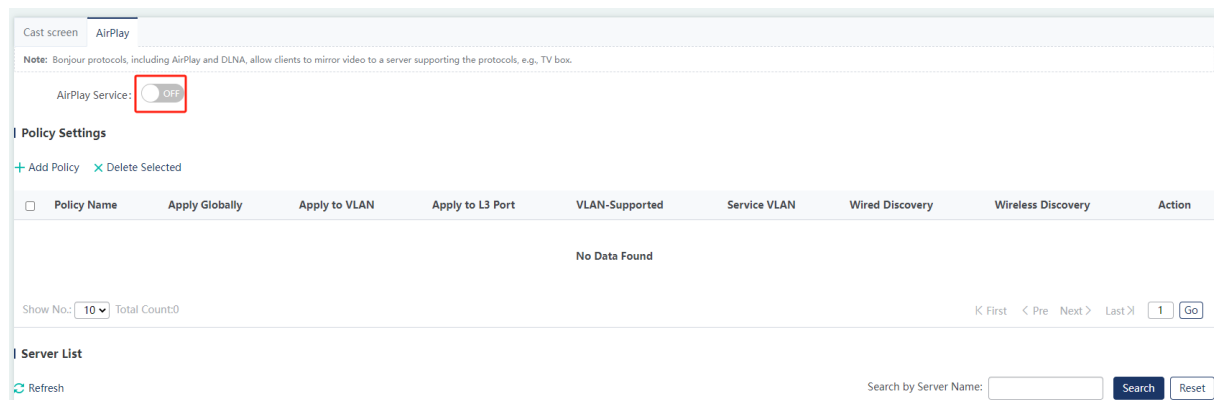 Cast screen AirPlay
Note: Bonjour protocols, including AirPlay and DLNA, allow clients to mirror video to a server supporting the protocols, e.g., TV box.
AirPlay Service: OFF
Policy Settings
+ Add Policy × Delete Selected
Policy Name Apply Globally Apply to VLAN Apply to L3 Port VLAN-Supported Service VLAN Wired Discovery Wireless Discovery Action
No Data Found
Show No.: 10 Total Count:0 First < Pre Next > Last 1 Go
Server List
Refresh Search by Server Name: Search Reset